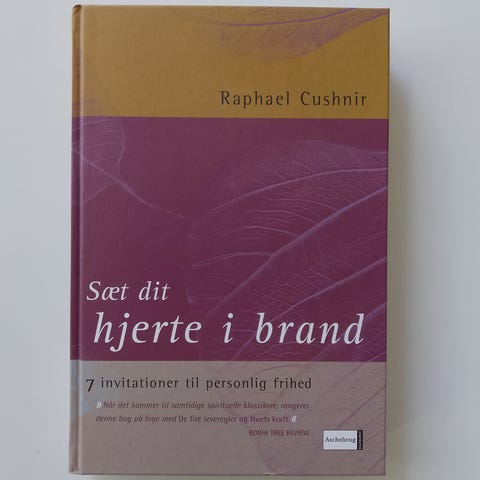 Raphael Cushnir
Sæt dit
hjerte i brand
7 invitationer til personlig frihed
»Når det kommer til samtidige spirituelle klassikere, rangerer
denne bog på linje med De fire leveregler og Nuets kraft.«
BODHI TREE REVIEW.
Aschehoug